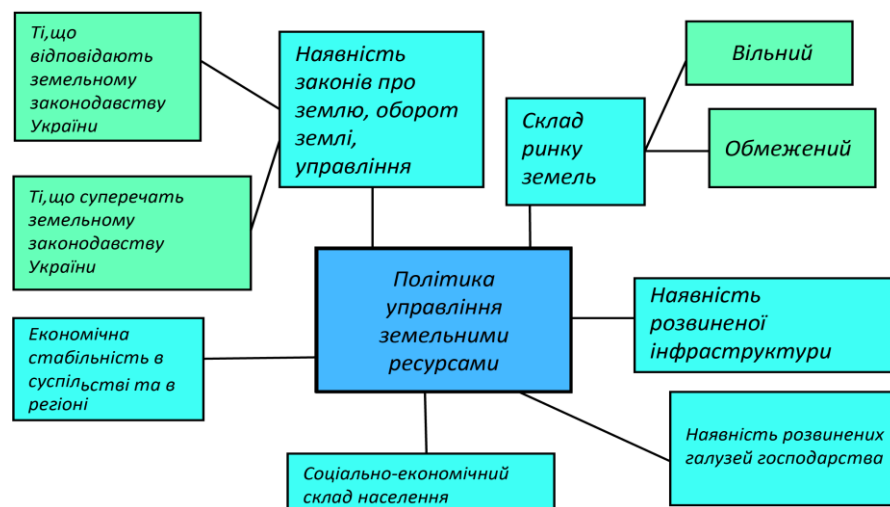 Ті,що
відповідають
земельному
законодавству
України
Наявність
законів про
землю, оборот
землі,
управління
Склад
ринку
земель
Вільний
Обмежений
Ті,що суперечать
земельному
законодавству
України
Політика
управління
земельними
ресурсами
Наявність
розвиненої
інфраструктури
Економічна
стабільність в
суспільстві та в
регіоні
Наявність розвинених
галузей господарства
Соціально-економічний
склад населення